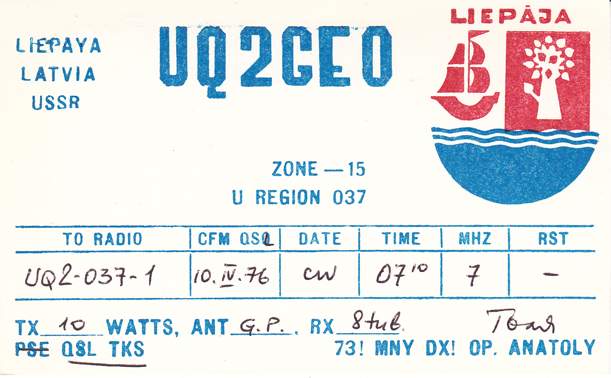 LIEPĀJA
LIEPAYA
LATVIA
USSR
UQ2GEO
ZONE — 15
U REGION 037
TO RADIO CFM QSL DATE TIME MHZ RST
UQ2-037-1 10.IV.76 CW 07¹⁰ 7 —
TX 10 WATTS, ANT G.P. RX 8 tub.
PSE QSL TKS 73! MNY DX! OP. ANATOLY